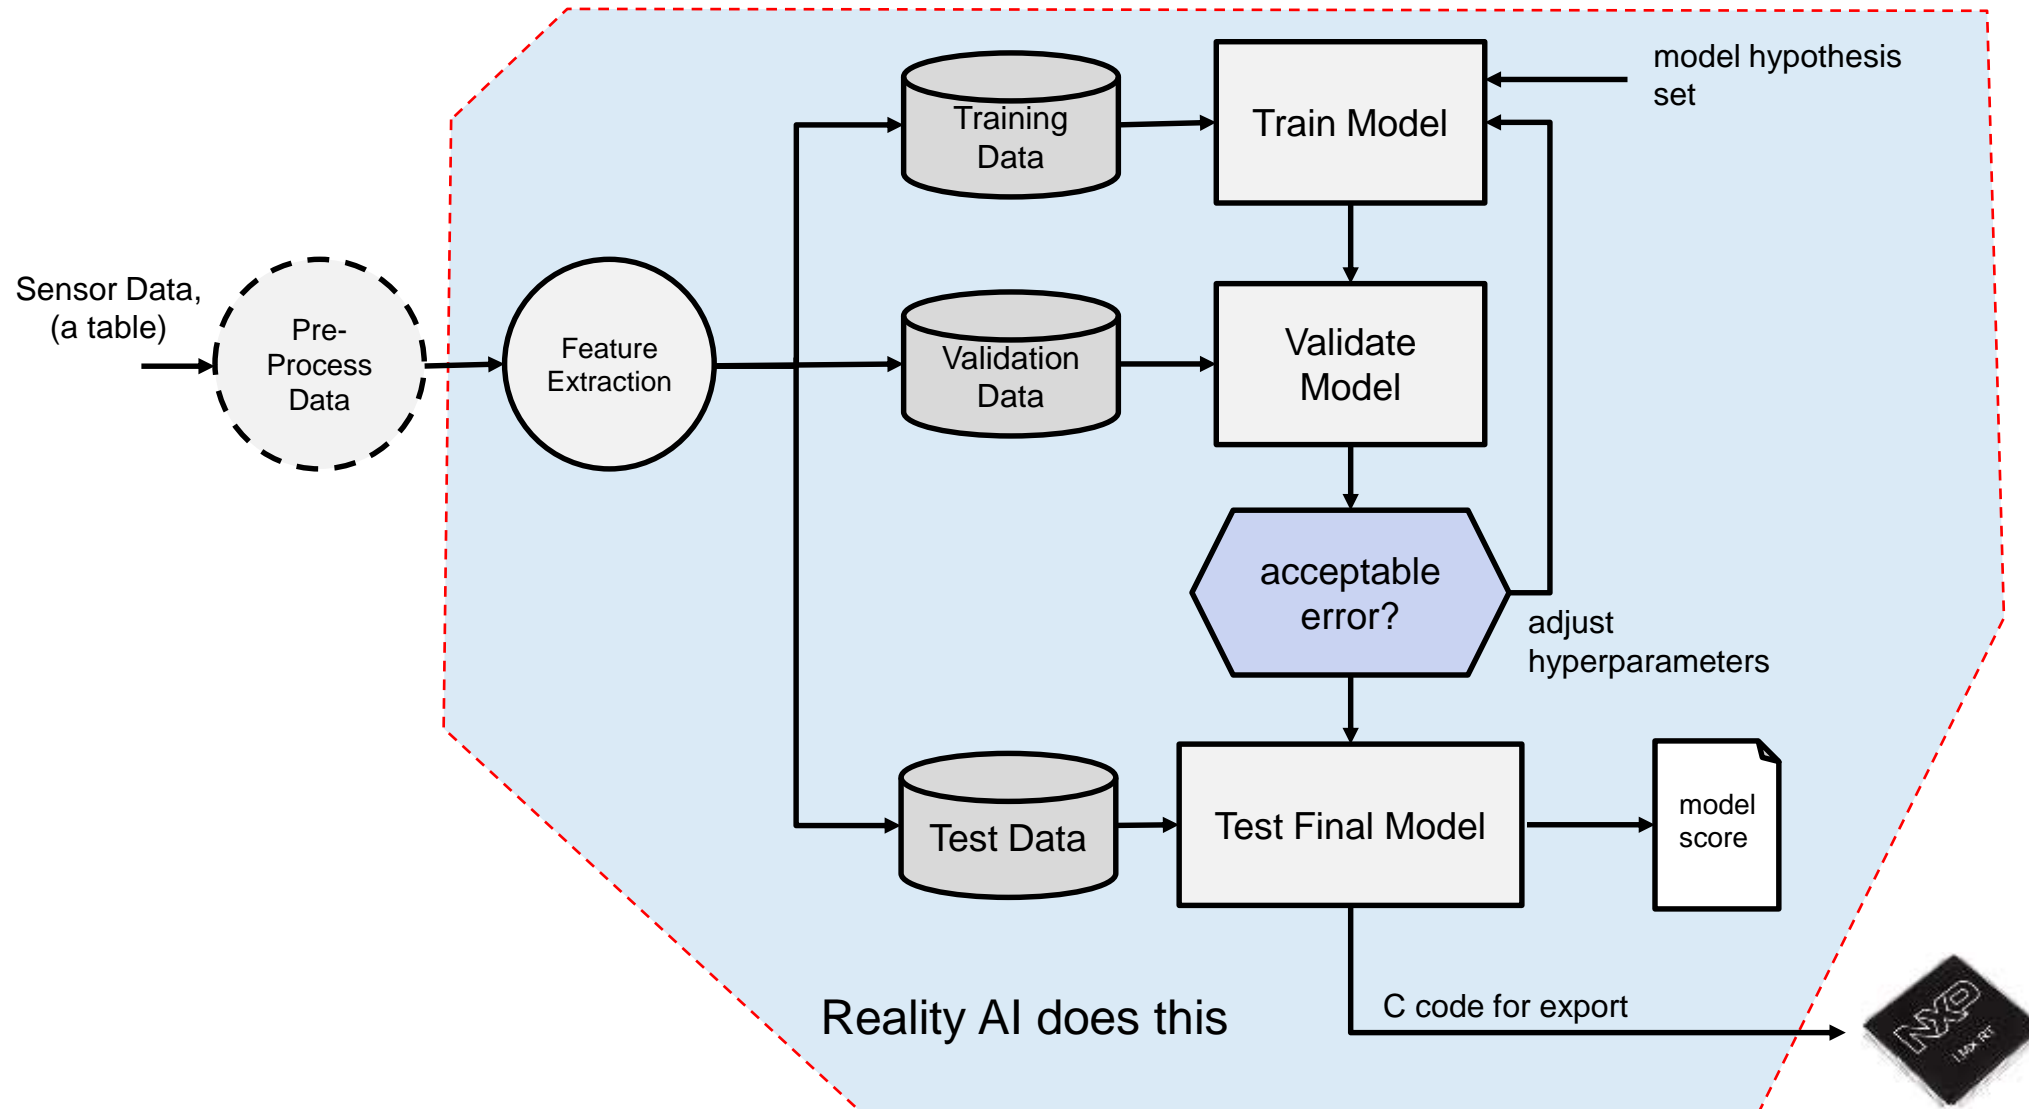 model hypothesis
set
Training
Data
Train Model
Sensor Data,
(a table)
Pre-
Process
Data
Feature
Extraction
Validation
Data
Validate
Model
acceptable
error?
adjust
hyperparameters
Test Data
Test Final Model
model
score
Reality AI does this
C code for export
NXP
i.MX RT